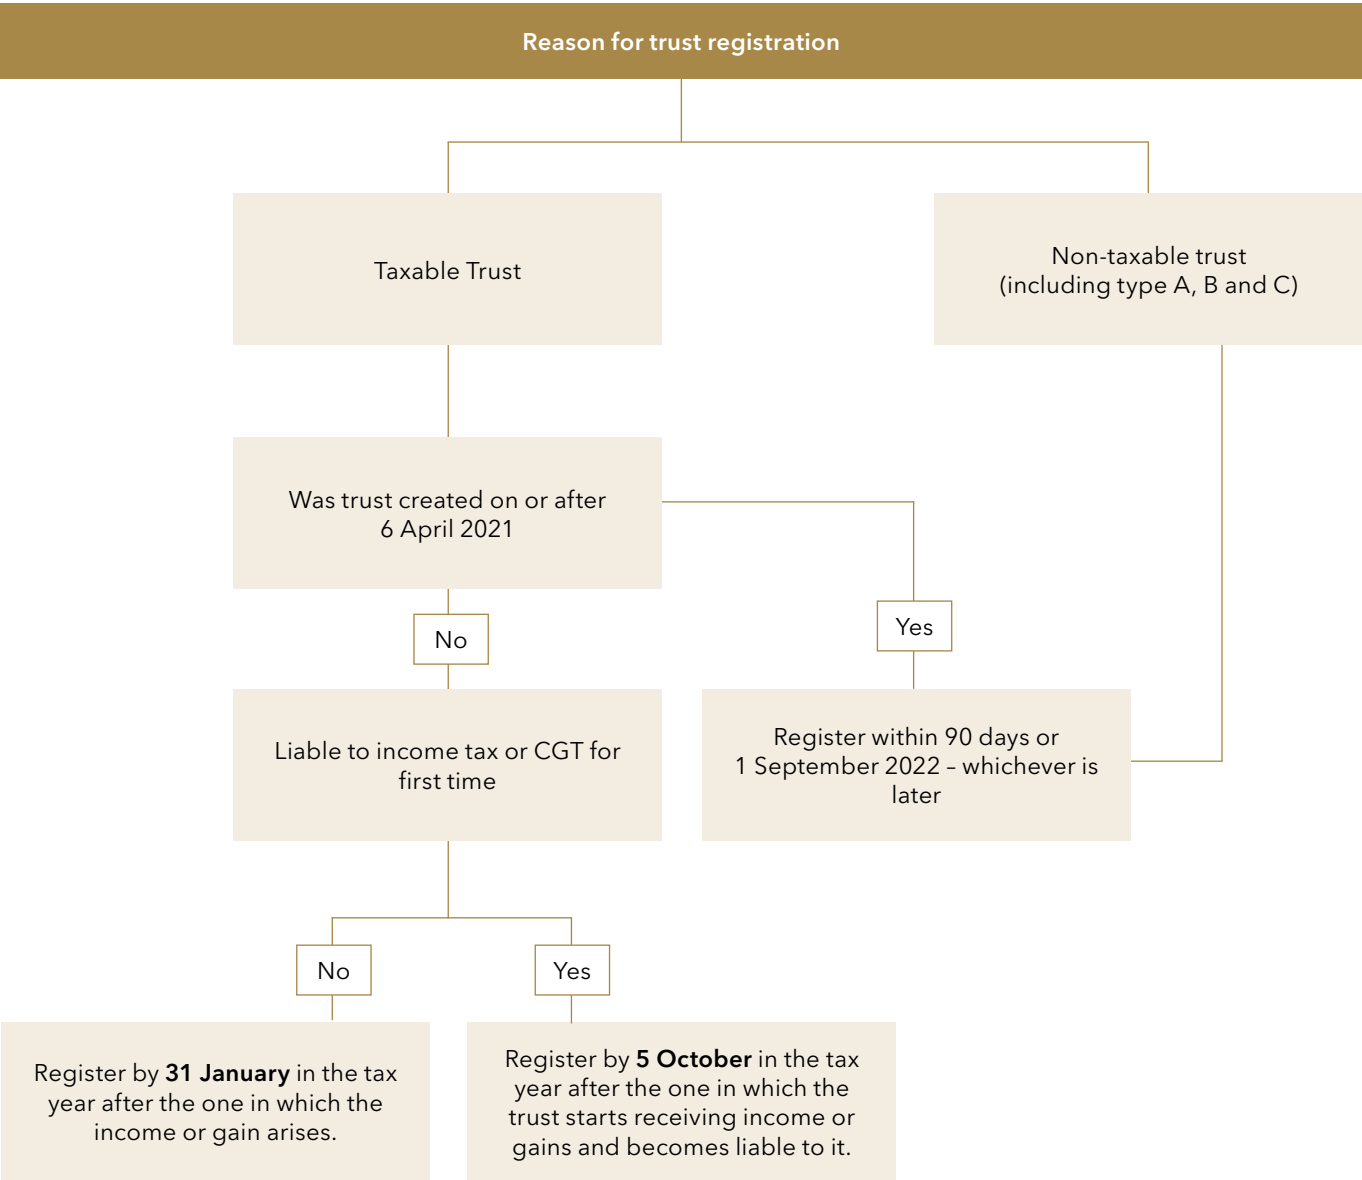 Reason for trust registration
Taxable Trust
Non-taxable trust
(including type A, B and C)
Was trust created on or after
6 April 2021
No
Yes
Liable to income tax or CGT for
first time
Register within 90 days or
1 September 2022 – whichever is
later
No
Yes
Register by 31 January in the tax
year after the one in which the
income or gain arises.
Register by 5 October in the tax
year after the one in which the
trust starts receiving income or
gains and becomes liable to it.